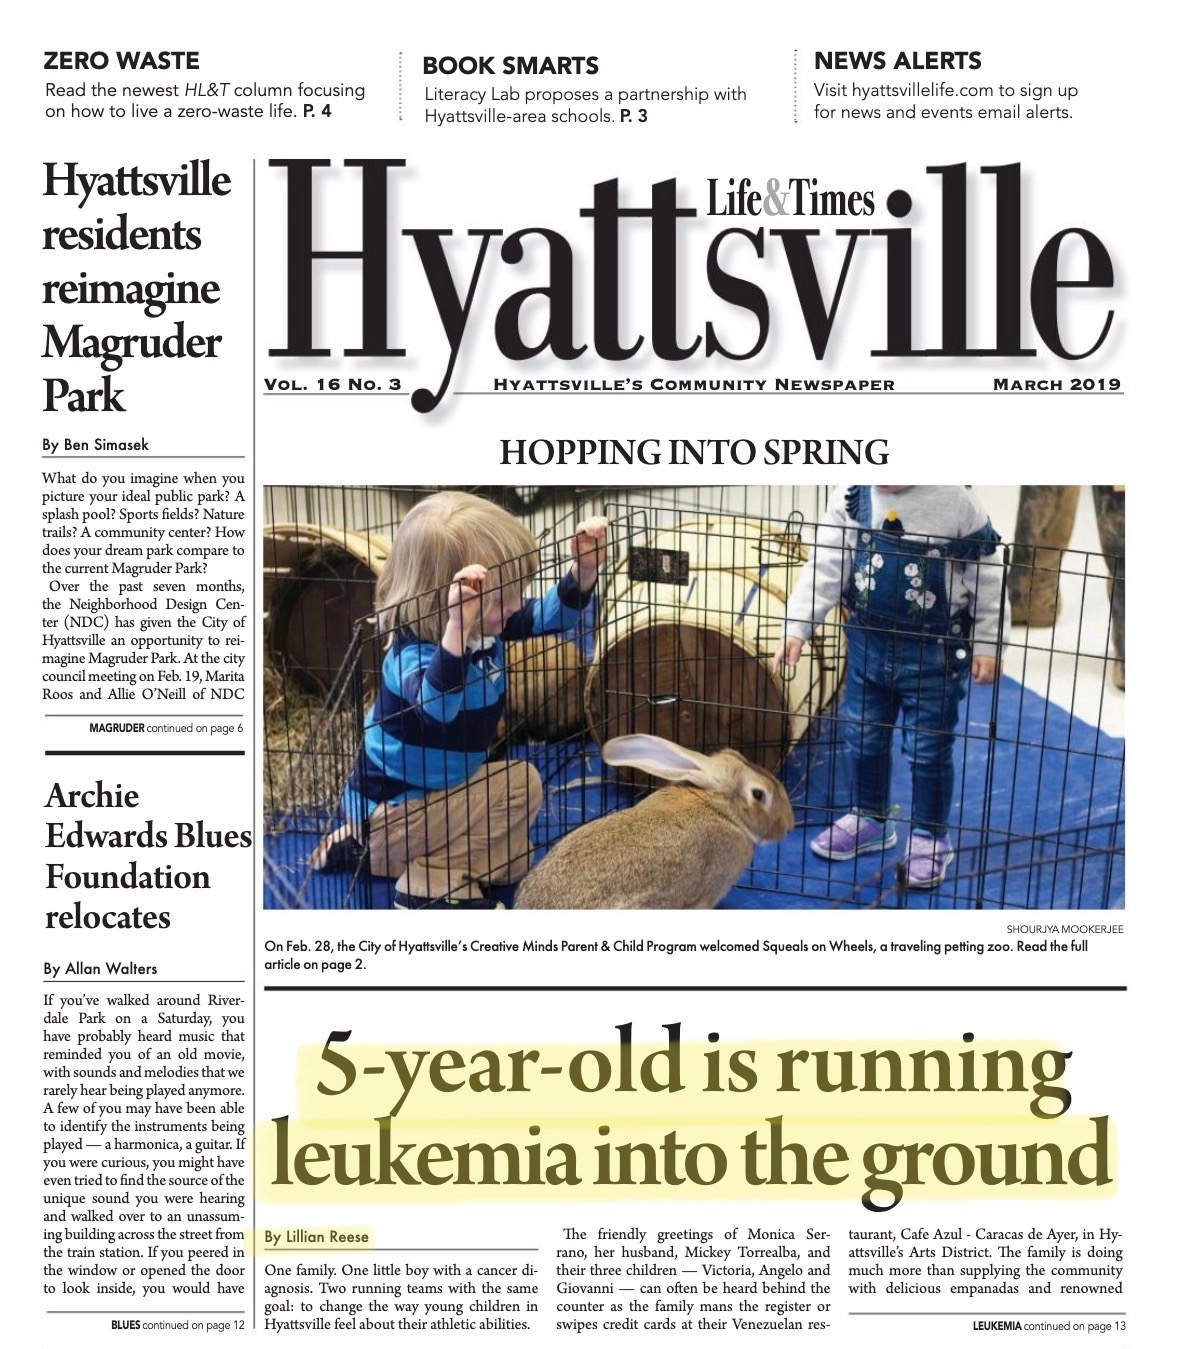 ZERO WASTE
Read the newest HL&T column focusing
on how to live a zero-waste life. P. 4
BOOK SMARTS
Literacy Lab proposes a partnership with
Hyattsville-area schools. P. 3
NEWS ALERTS
Visit hyattsvillelife.com to sign up
for news and events email alerts.
Hyattsville
residents
reimagine
Magruder
Park
By Ben Simasek
What do you imagine when you
picture your ideal public park? A
splash pool? Sports fields? Nature
trails? A community center? How
does your dream park compare to
the current Magruder Park?
Over the past seven months,
the Neighborhood Design Cen-
ter (NDC) has given the City of
Hyattsville an opportunity to rei-
magine Magruder Park. At the city
council meeting on Feb. 19, Marita
Roos and Allie O'Neill of NDC
MAGRUDER continued on page 6
Archie
Edwards Blues
Foundation
relocates
By Allan Walters
If you've walked around River-
dale Park on a Saturday, you
have probably heard music that
reminded you of an old movie,
with sounds and melodies that we
rarely hear being played anymore.
A few of you may have been able
to identify the instruments being
played — a harmonica, a guitar. If
you were curious, you might have
even tried to find the source of the
unique sound you were hearing
and walked over to an unassum-
ing building across the street from
the train station. If you peered in
the window or opened the door
to look inside, you would have
BLUES continued on page 12
Hyattsville
Life&Times
VOL. 16 NO. 3
HYATTSVILLE'S COMMUNITY NEWSPAPER
MARCH 2019
HOPPING INTO SPRING
SHOURJYA MOOKERJEE
On Feb. 28, the City of Hyattsville's Creative Minds Parent & Child Program welcomed Squeals on Wheels, a traveling petting zoo. Read the full
article on page 2.
5-year-old is running
leukemia into the ground
By Lillian Reese
One family. One little boy with a cancer di-
agnosis. Two running teams with the same
goal: to change the way young children in
Hyattsville feel about their athletic abilities.
The friendly greetings of Monica Ser-
rano, her husband, Mickey Torrealba, and
their three children — Victoria, Angelo and
Giovanni — can often be heard behind the
counter as the family mans the register or
swipes credit cards at their Venezuelan res-
taurant, Cafe Azul - Caracas de Ayer, in Hy-
attsville's Arts District. The family is doing
much more than supplying the community
with delicious empanadas and renowned
LEUKEMIA continued on page 13